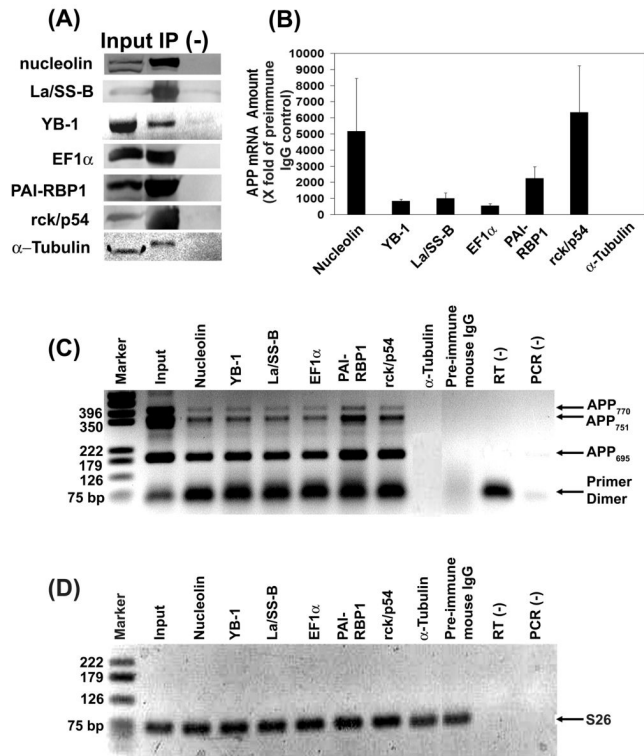 (A)
Input IP (-)
nucleolin
La/SS-B
YB-1
EF1α
PAI-RBP1
rck/p54
α-Tubulin
(B)
APP mRNA Amount
(X fold of preimmune
IgG control)
10000
9000
8000
7000
6000
5000
4000
3000
2000
1000
0
Nucleolin
YB-1
La/SS-B
EF1α
PAI-
RBP1
rck/p54
α-Tubulin
(C)
Marker
Input
Nucleolin
YB-1
La/SS-B
EF1α
PAI-
RBP1
rck/p54
α-Tubulin
Pre-immune
mouse IgG
RT (-)
PCR (-)
396
350
222
179
126
75 bp
APP770
APP751
APP695
Primer
Dimer
(D)
Marker
Input
Nucleolin
YB-1
La/SS-B
EF1α
PAI-
RBP1
rck/p54
α-Tubulin
Pre-immune
mouse IgG
RT (-)
PCR (-)
222
179
126
75 bp
S26